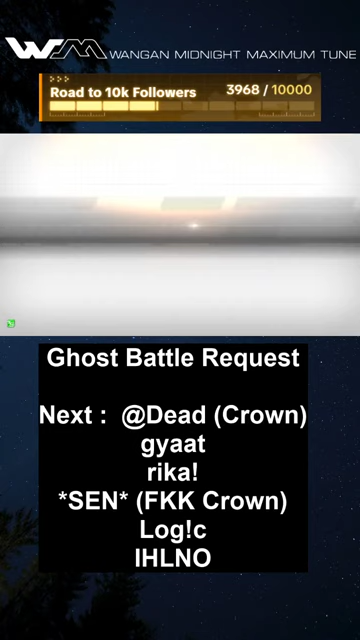 WM WANGAN MIDNIGHT MAXIMUM TUNE
Road to 10k Followers 3968 / 10000
Ghost Battle Request
Next : @Dead (Crown)
gyaat
rika!
*SEN* (FKK Crown)
Log!c
IHLNO